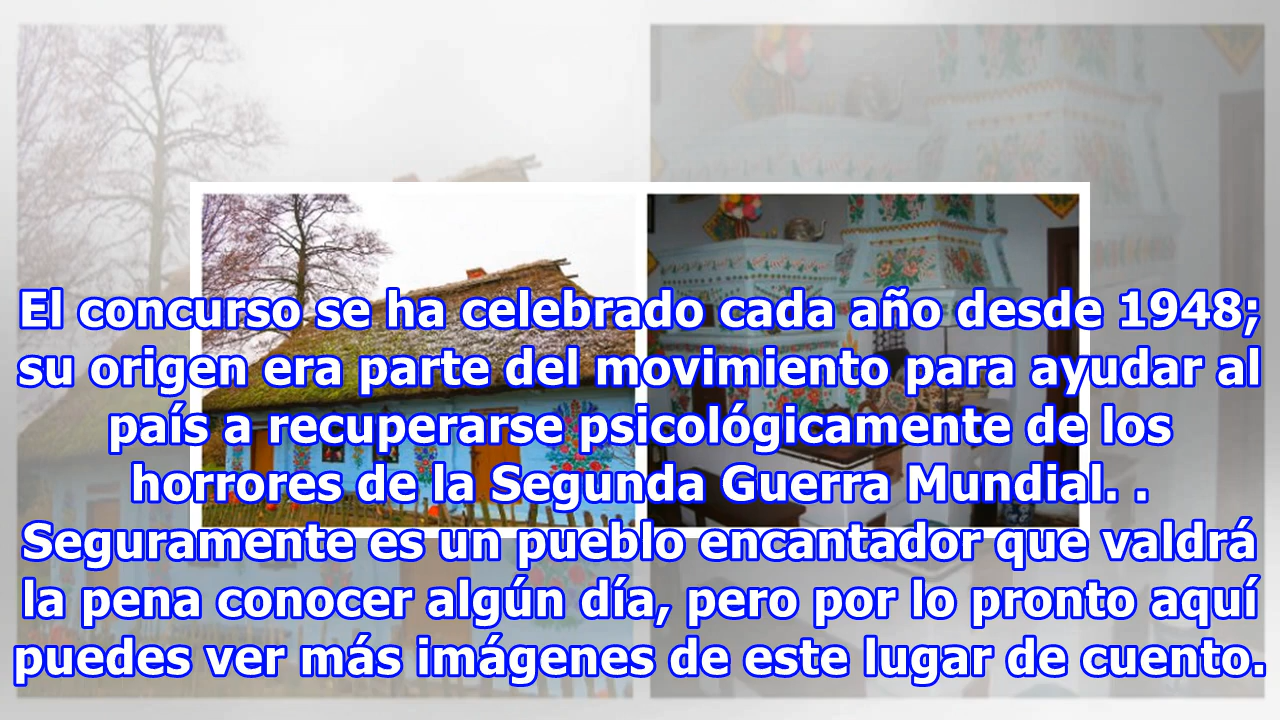 El concurso se ha celebrado cada año desde 1948;
su origen era parte del movimiento para ayudar al
país a recuperarse psicológicamente de los
horrores de la Segunda Guerra Mundial. .
Seguramente es un pueblo encantador que valdrá
la pena conocer algún día, pero por lo pronto aquí
puedes ver más imágenes de este lugar de cuento.